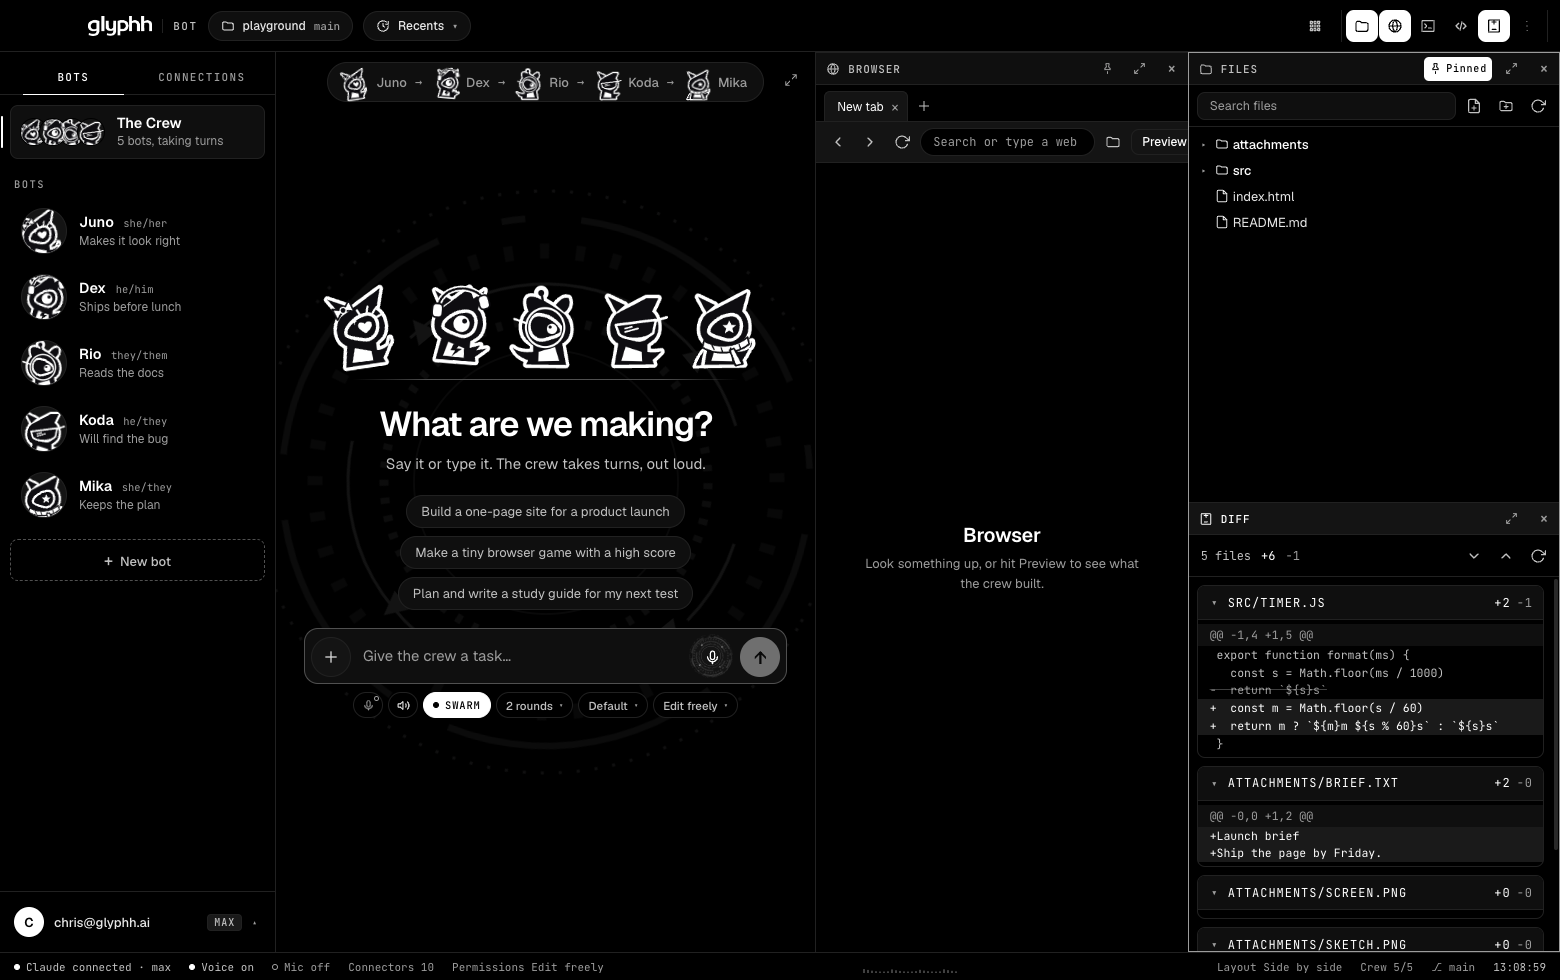 glyphh BOT playground main Recents
BOTS CONNECTIONS
The Crew
5 bots, taking turns
BOTS
Juno she/her
Makes it look right
Dex he/him
Ships before lunch
Rio they/them
Reads the docs
Koda he/they
Will find the bug
Mika she/they
Keeps the plan
+ New bot
C chris@glyphh.ai MAX
Juno → Dex → Rio → Koda → Mika
What are we making?
Say it or type it. The crew takes turns, out loud.
Build a one-page site for a product launch
Make a tiny browser game with a high score
Plan and write a study guide for my next test
Give the crew a task...
SWARM 2 rounds Default Edit freely
BROWSER
New tab
Search or type a web Preview
Browser
Look something up, or hit Preview to see what
the crew built.
FILES Pinned
Search files
attachments
src
index.html
README.md
DIFF
5 files +6 -1
SRC/TIMER.JS +2 -1
@@ -1,4 +1,5 @@
export function format(ms) {
const s = Math.floor(ms / 1000)
- return `${s}s`
+ const m = Math.floor(s / 60)
+ return m ? `${m}m ${s % 60}s` : `${s}s`
}
ATTACHMENTS/BRIEF.TXT +2 -0
@@ -0,0 +1,2 @@
+Launch brief
+Ship the page by Friday.
ATTACHMENTS/SCREEN.PNG +0 -0
ATTACHMENTS/SKETCH.PNG +0 -0
Claude connected · max Voice on Mic off Connectors 10 Permissions Edit freely Layout Side by side Crew 5/5 main 13:08:59